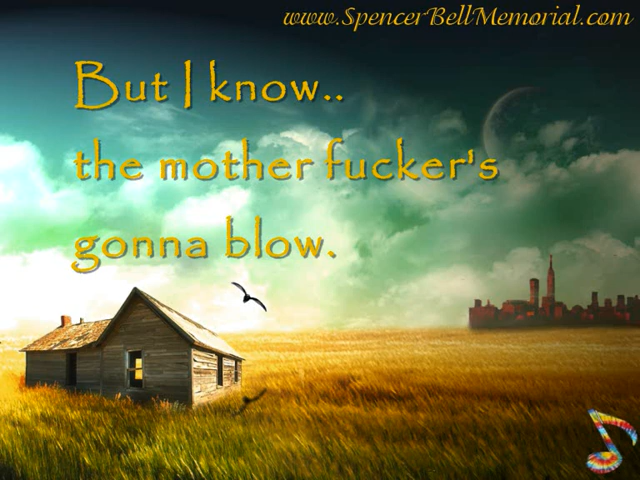 www.SpencerBellMemorial.com
But I know..
the mother fucker's
gonna blow.